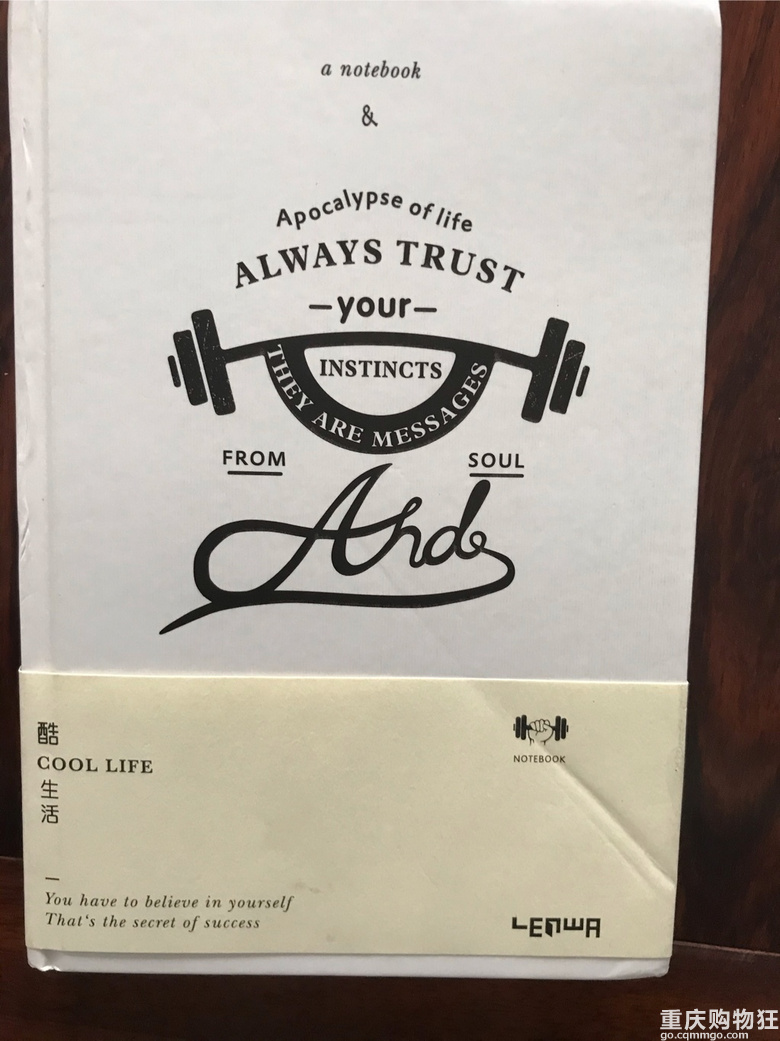 a notebook
&
Apocalypse of life
ALWAYS TRUST
—your—
INSTINCTS
THEY ARE MESSAGES
FROM
SOUL
酷
COOL LIFE
生
活
NOTEBOOK
You have to believe in yourself
That's the secret of success
LENWA
重庆购物狂
go.cqmmgo.com